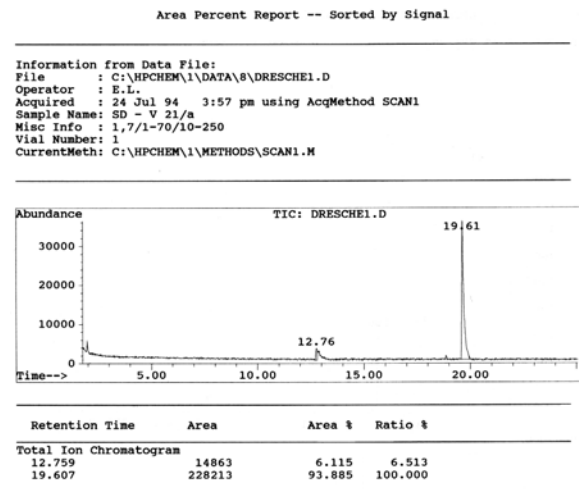 Area Percent Report -- Sorted by Signal
Information from Data File:
File : C:\HPCHEM\1\DATA\8\DRESCHE1.D
Operator : E.L.
Acquired : 24 Jul 94 3:57 pm using AcqMethod SCAN1
Sample Name: SD - V 21/a
Misc Info : 1,7/1-70/10-250
Vial Number: 1
CurrentMeth: C:\HPCHEM\1\METHODS\SCAN1.M
Abundance TIC: DRESCHE1.D
19.61
30000
20000
10000
12.76
0
Time--> 5.00 10.00 15.00 20.00
Retention Time Area Area % Ratio %
Total Ion Chromatogram
12.759 14863 6.115 6.513
19.607 228213 93.885 100.000